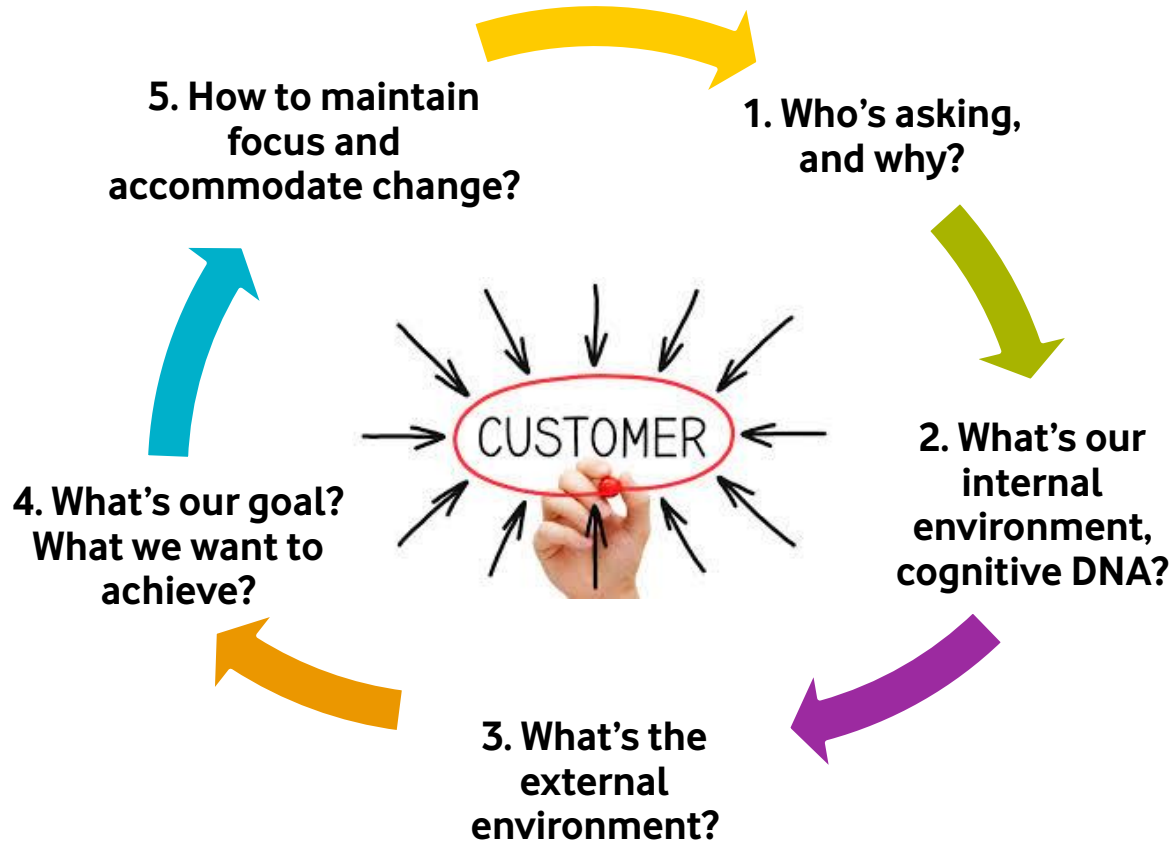 1. Who’s asking,
and why?
2. What’s our
internal
environment,
cognitive DNA?
3. What’s the
external
environment?
4. What’s our goal?
What we want to
achieve?
5. How to maintain
focus and
accommodate change?
CUSTOMER